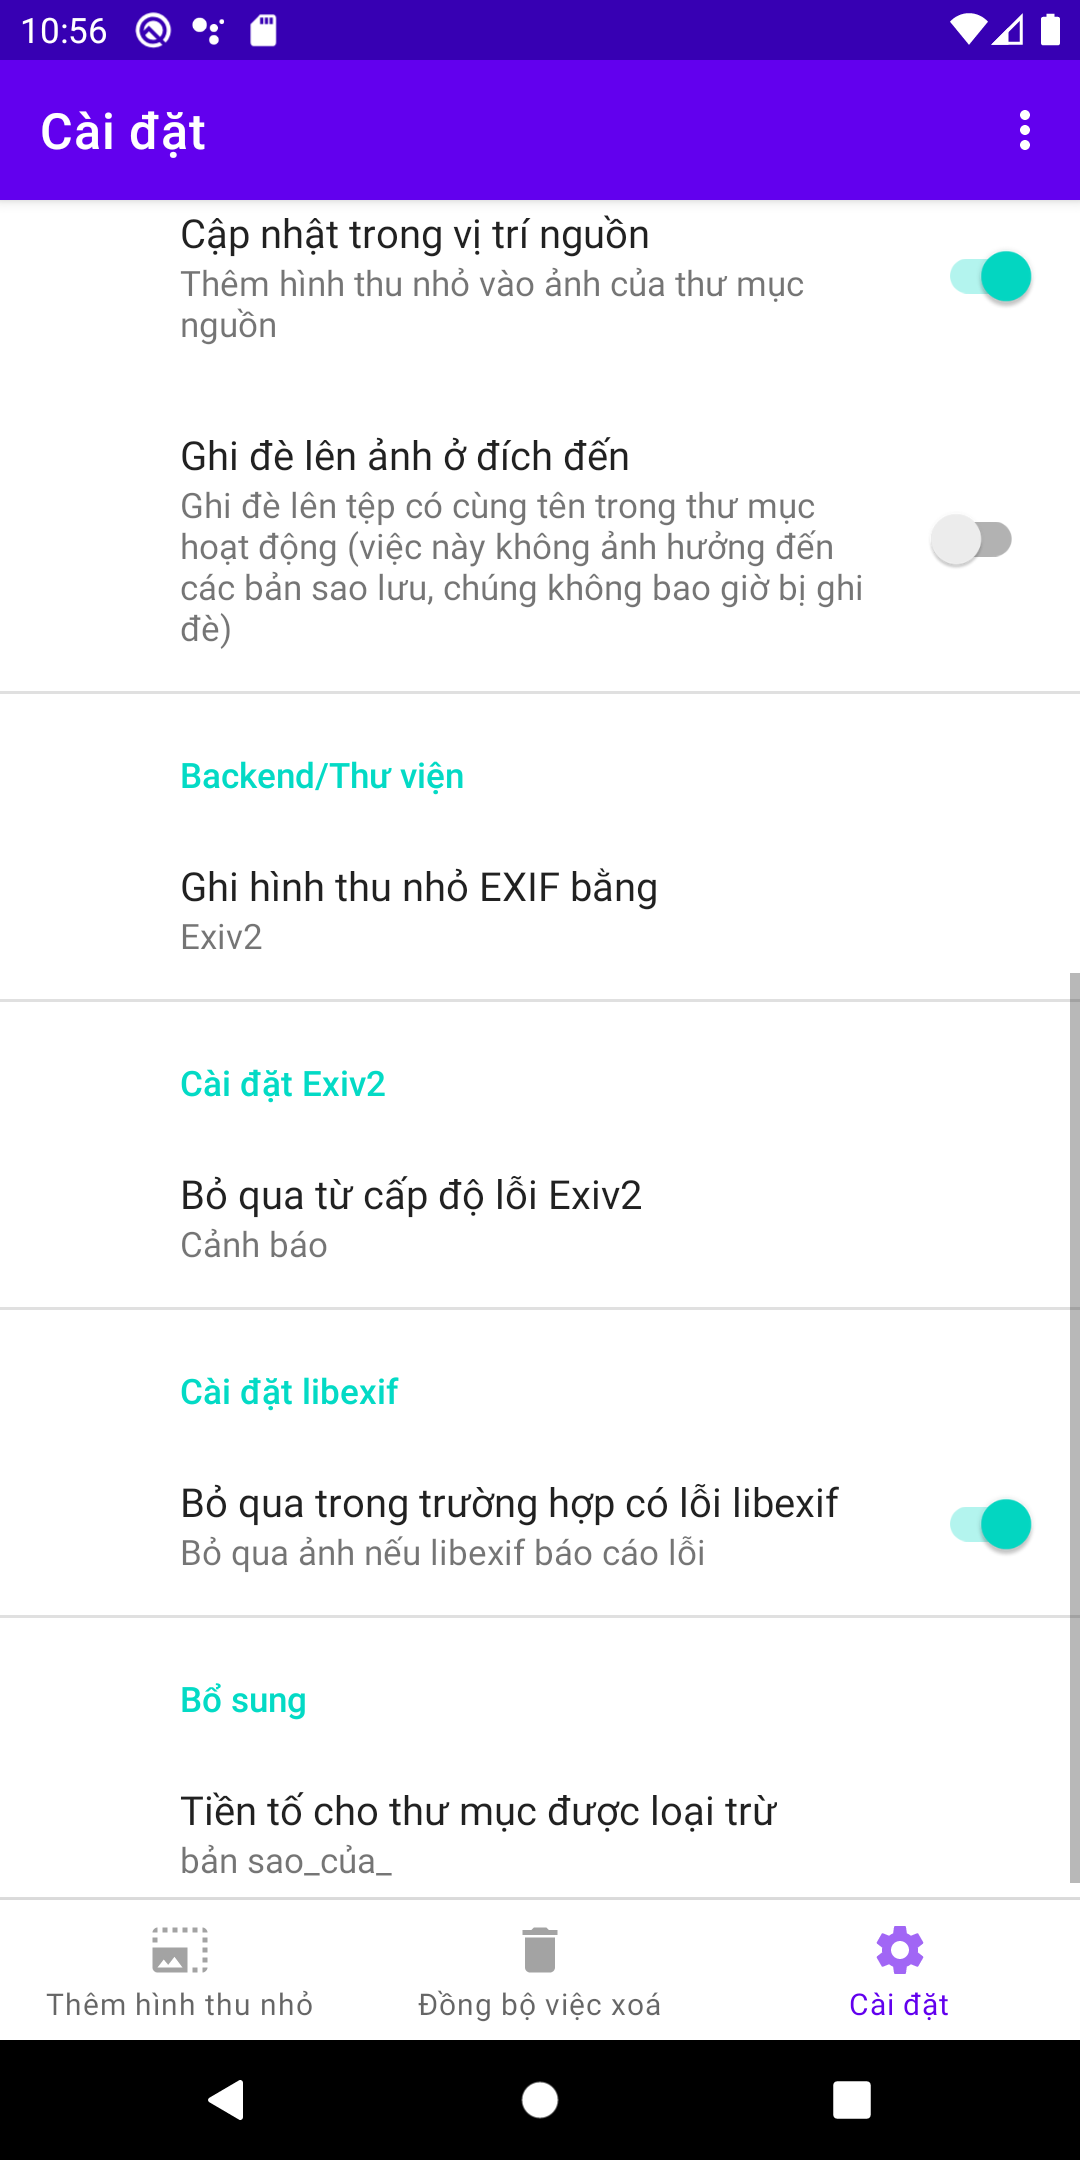 10:56
Cài đặt
Cập nhật trong vị trí nguồn
Thêm hình thu nhỏ vào ảnh của thư mục
nguồn
Ghi đè lên ảnh ở đích đến
Ghi đè lên tệp có cùng tên trong thư mục
hoạt động (việc này không ảnh hưởng đến
các bản sao lưu, chúng không bao giờ bị ghi
đè)
Backend/Thư viện
Ghi hình thu nhỏ EXIF bằng
Exiv2
Cài đặt Exiv2
Bỏ qua từ cấp độ lỗi Exiv2
Cảnh báo
Cài đặt libexif
Bỏ qua trong trường hợp có lỗi libexif
Bỏ qua ảnh nếu libexif báo cáo lỗi
Bổ sung
Tiền tố cho thư mục được loại trừ
bản sao_của_
Thêm hình thu nhỏ
Đồng bộ việc xoá
Cài đặt